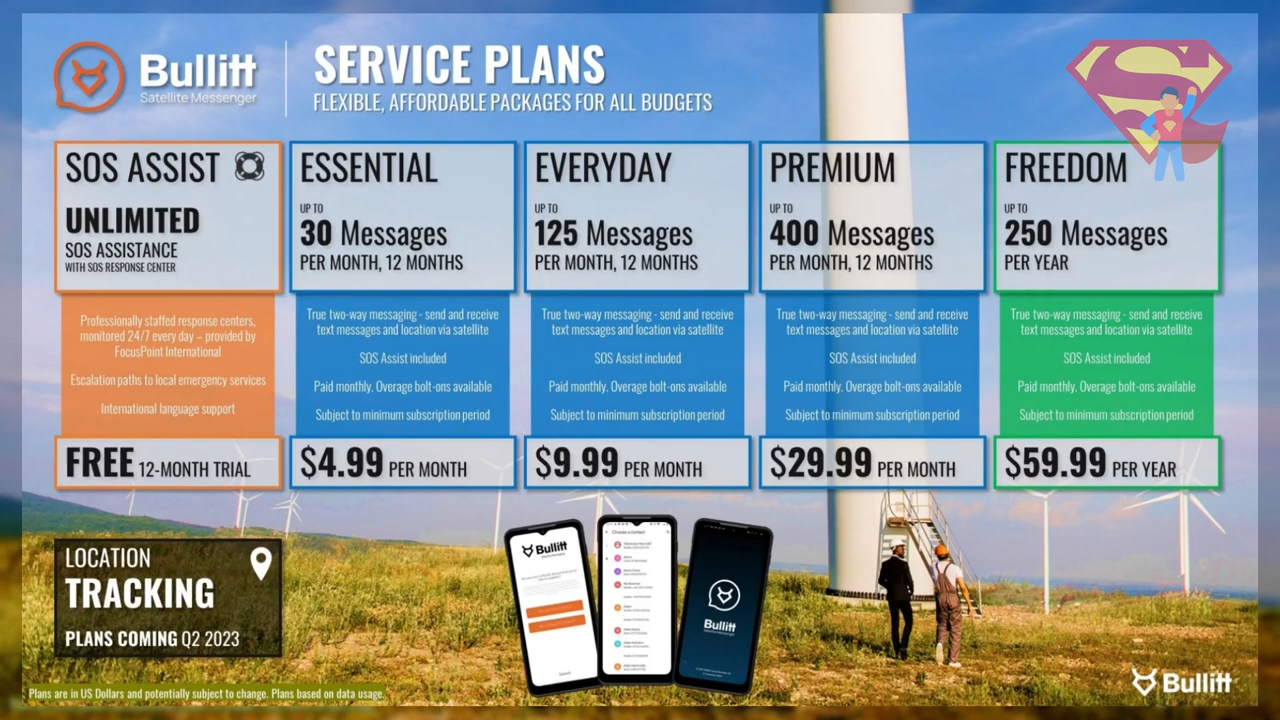 Bullitt
Satellite Messenger
SERVICE PLANS
FLEXIBLE, AFFORDABLE PACKAGES FOR ALL BUDGETS
SOS ASSIST
UNLIMITED
SOS ASSISTANCE
WITH SOS RESPONSE CENTER
Professionally staffed response centers,
monitored 24/7 every day – provided by
FocusPoint International
Escalation paths to local emergency services
International language support
FREE 12-MONTH TRIAL
ESSENTIAL
UP TO
30 Messages
PER MONTH, 12 MONTHS
True two-way messaging - send and receive
text messages and location via satellite
SOS Assist included
Paid monthly. Overage bolt-ons available
Subject to minimum subscription period
$4.99 PER MONTH
EVERYDAY
UP TO
125 Messages
PER MONTH, 12 MONTHS
True two-way messaging - send and receive
text messages and location via satellite
SOS Assist included
Paid monthly. Overage bolt-ons available
Subject to minimum subscription period
$9.99 PER MONTH
PREMIUM
UP TO
400 Messages
PER MONTH, 12 MONTHS
True two-way messaging - send and receive
text messages and location via satellite
SOS Assist included
Paid monthly. Overage bolt-ons available
Subject to minimum subscription period
$29.99 PER MONTH
FREEDOM
UP TO
250 Messages
PER YEAR
True two-way messaging - send and receive
text messages and location via satellite
SOS Assist included
Paid monthly. Overage bolt-ons available
Subject to minimum subscription period
$59.99 PER YEAR
S
LOCATION
TRACKING
PLANS COMING Q2 2023
Bullitt
Choose a contact
Bullitt
Plans are in US Dollars and potentially subject to change. Plans based on data usage.
Bullitt